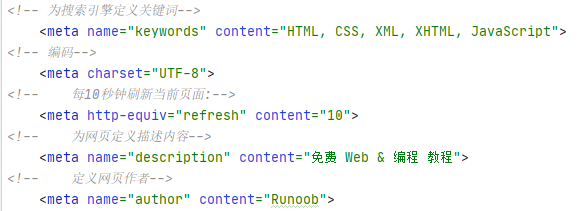 <!-- 为搜索引擎定义关键词-->
<meta name="keywords" content="HTML, CSS, XML, XHTML, JavaScript">
<!-- 编码-->
<meta charset="UTF-8">
<!-- 每10秒钟刷新当前页面:-->
<meta http-equiv="refresh" content="10">
<!-- 为网页定义描述内容-->
<meta name="description" content="免费 Web & 编程 教程">
<!-- 定义网页作者-->
<meta name="author" content="Runoob">